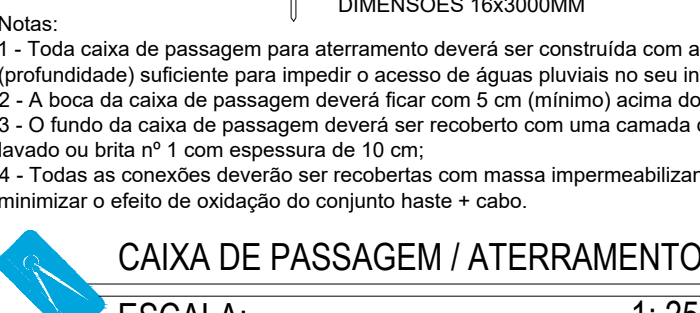 DIMENSÕES 16x3000MM
Notas:
1 - Toda caixa de passagem para aterramento deverá ser construída com a
(profundidade) suficiente para impedir o acesso de águas pluviais no seu in
2 - A boca da caixa de passagem deverá ficar com 5 cm (mínimo) acima do
3 - O fundo da caixa de passagem deverá ser recoberto com uma camada
lavado ou brita nº 1 com espessura de 10 cm;
4 - Todas as conexões deverão ser recobertas com massa impermeabilizan
minimizar o efeito de oxidação do conjunto haste + cabo.
CAIXA DE PASSAGEM / ATERRAMENTO
ESCALA: 1: 25